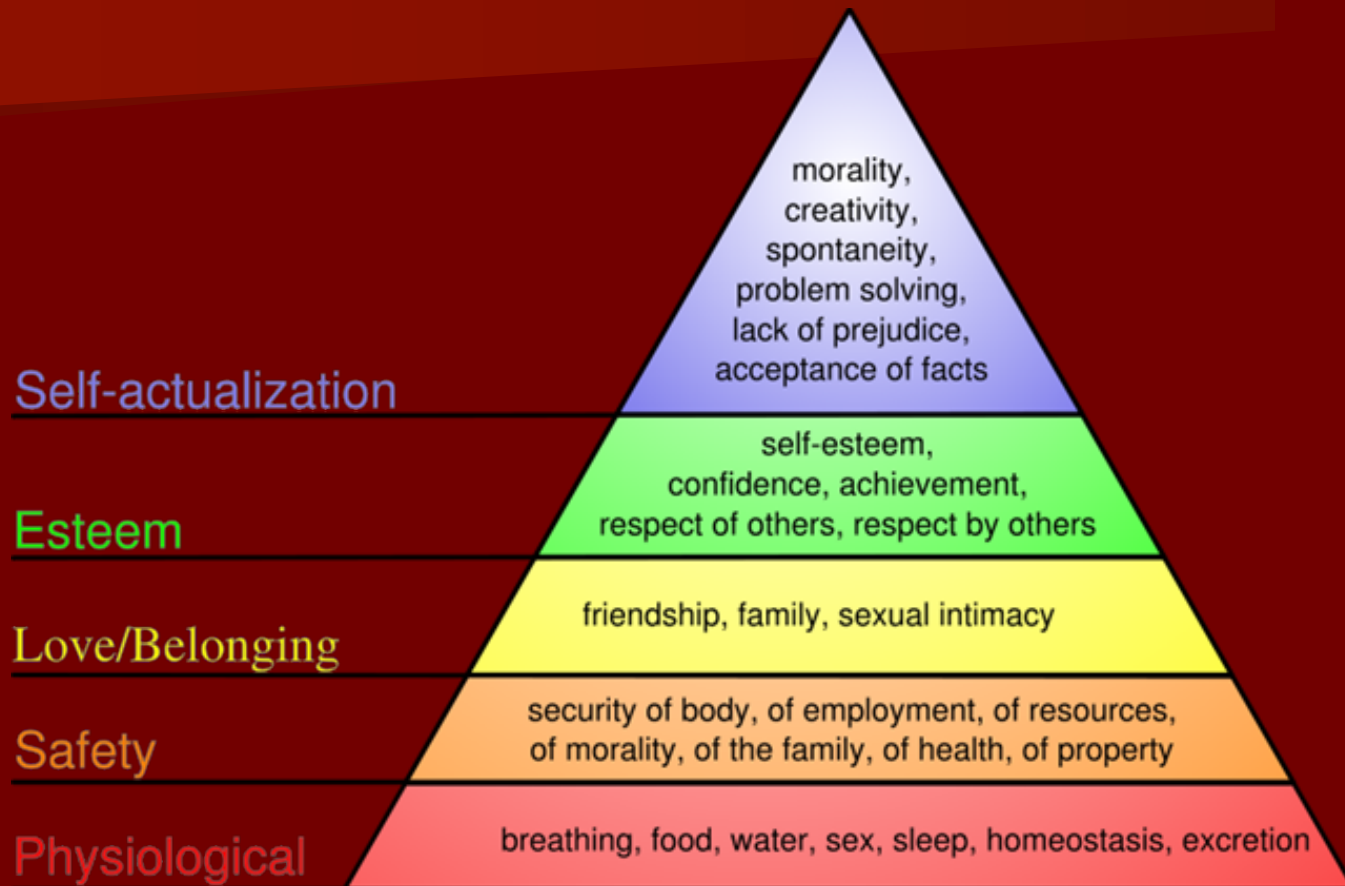 morality,
creativity,
spontaneity,
problem solving,
lack of prejudice,
acceptance of facts
Self-actualization
self-esteem,
confidence, achievement,
respect of others, respect by others
Esteem
friendship, family, sexual intimacy
Love/Belonging
security of body, of employment, of resources,
of morality, of the family, of health, of property
Safety
breathing, food, water, sex, sleep, homeostasis, excretion
Physiological